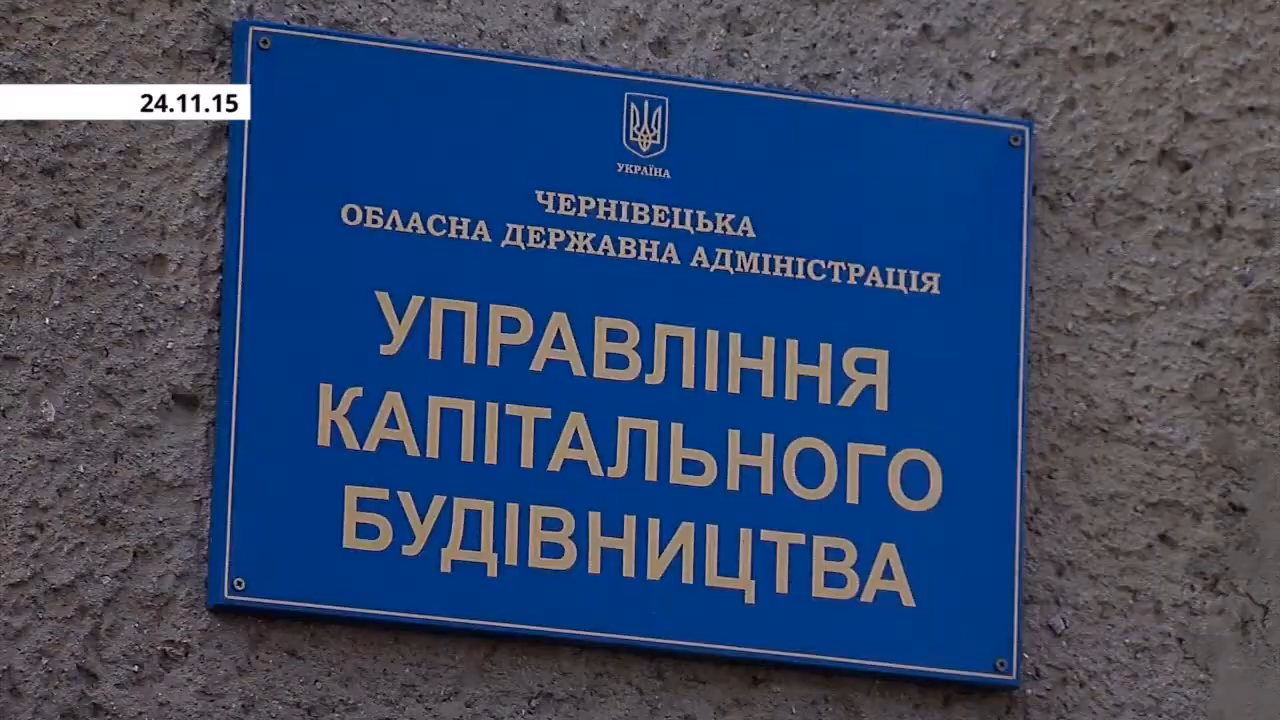 24.11.15
УКРАЇНА
ЧЕРНІВЕЦЬКА
ОБЛАСНА ДЕРЖАВНА АДМІНІСТРАЦІЯ
УПРАВЛІННЯ
КАПІТАЛЬНОГО
БУДІВНИЦТВА